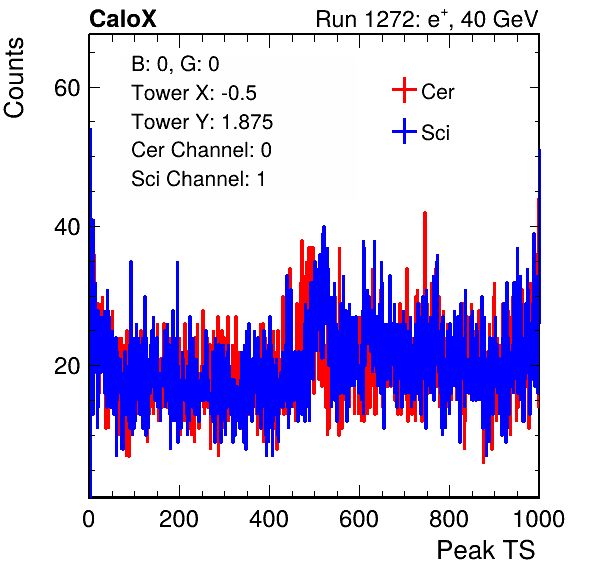 CaloX Run 1272: e+, 40 GeV
Counts
B: 0, G: 0
Tower X: -0.5
Tower Y: 1.875
Cer Channel: 0
Sci Channel: 1
Cer
Sci
60
40
20
0 200 400 600 800 1000
Peak TS